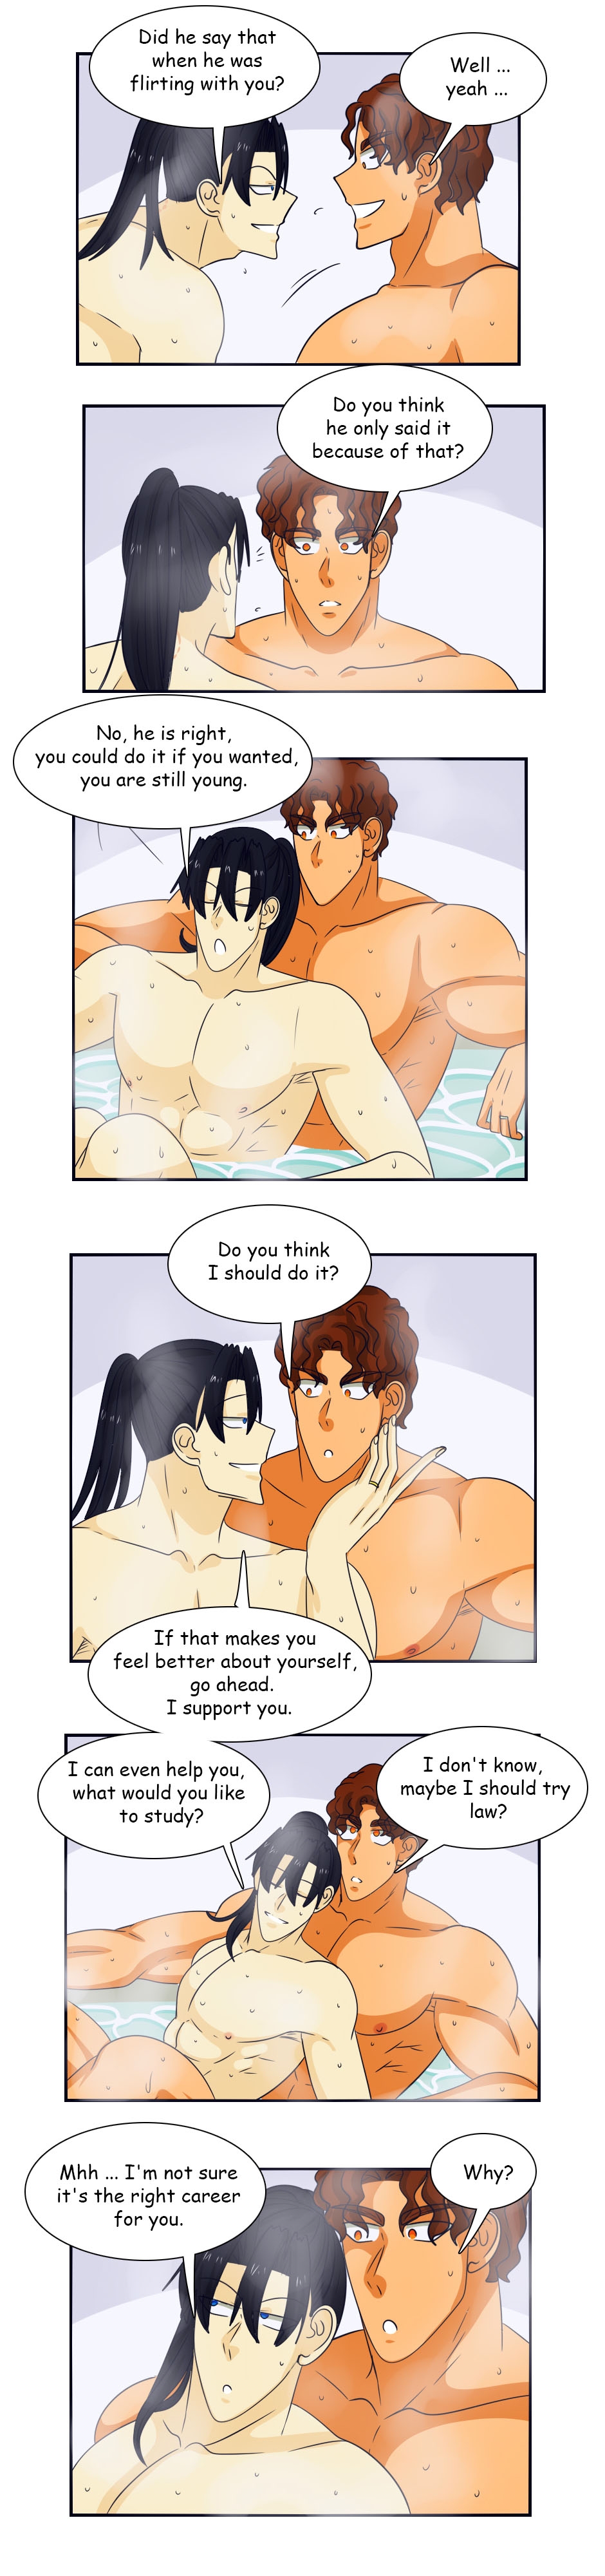 Did he say that
when he was
flirting with you?
Well ...
yeah ...
Do you think
he only said it
because of that?
No, he is right,
you could do it if you wanted,
you are still young.
Do you think
I should do it?
If that makes you
feel better about yourself,
go ahead.
I support you.
I can even help you,
what would you like
to study?
I don't know,
maybe I should try
law?
Mhh ... I'm not sure
it's the right career
for you.
Why?